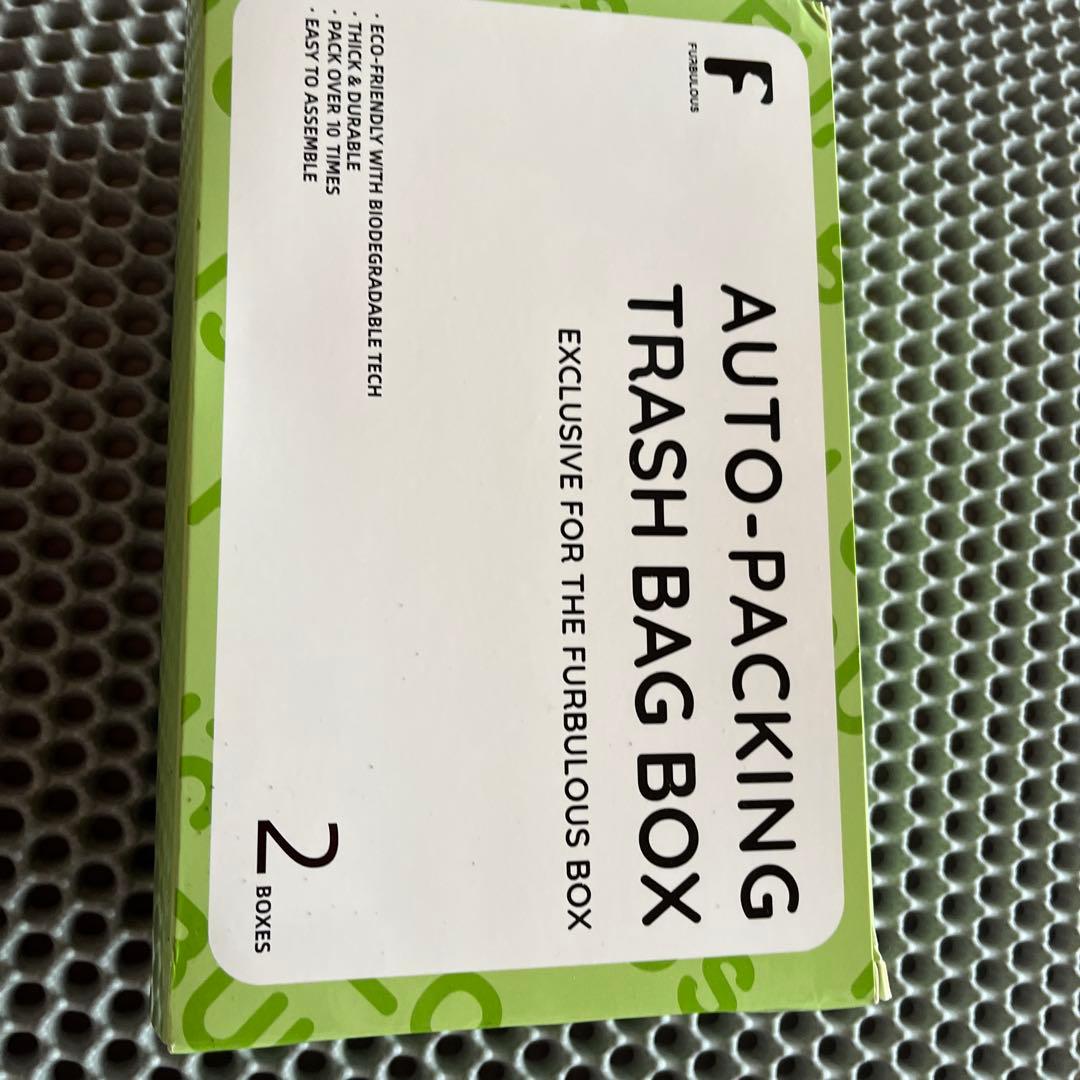 FURBULOUS
AUTO-PACKING
TRASH BAG BOX
EXCLUSIVE FOR THE FURBULOUS BOX
· ECO-FRIENDLY WITH BIODEGRADABLE TECH
· THICK & DURABLE
· PACK OVER 10 TIMES
· EASY TO ASSEMBLE
2 BOXES